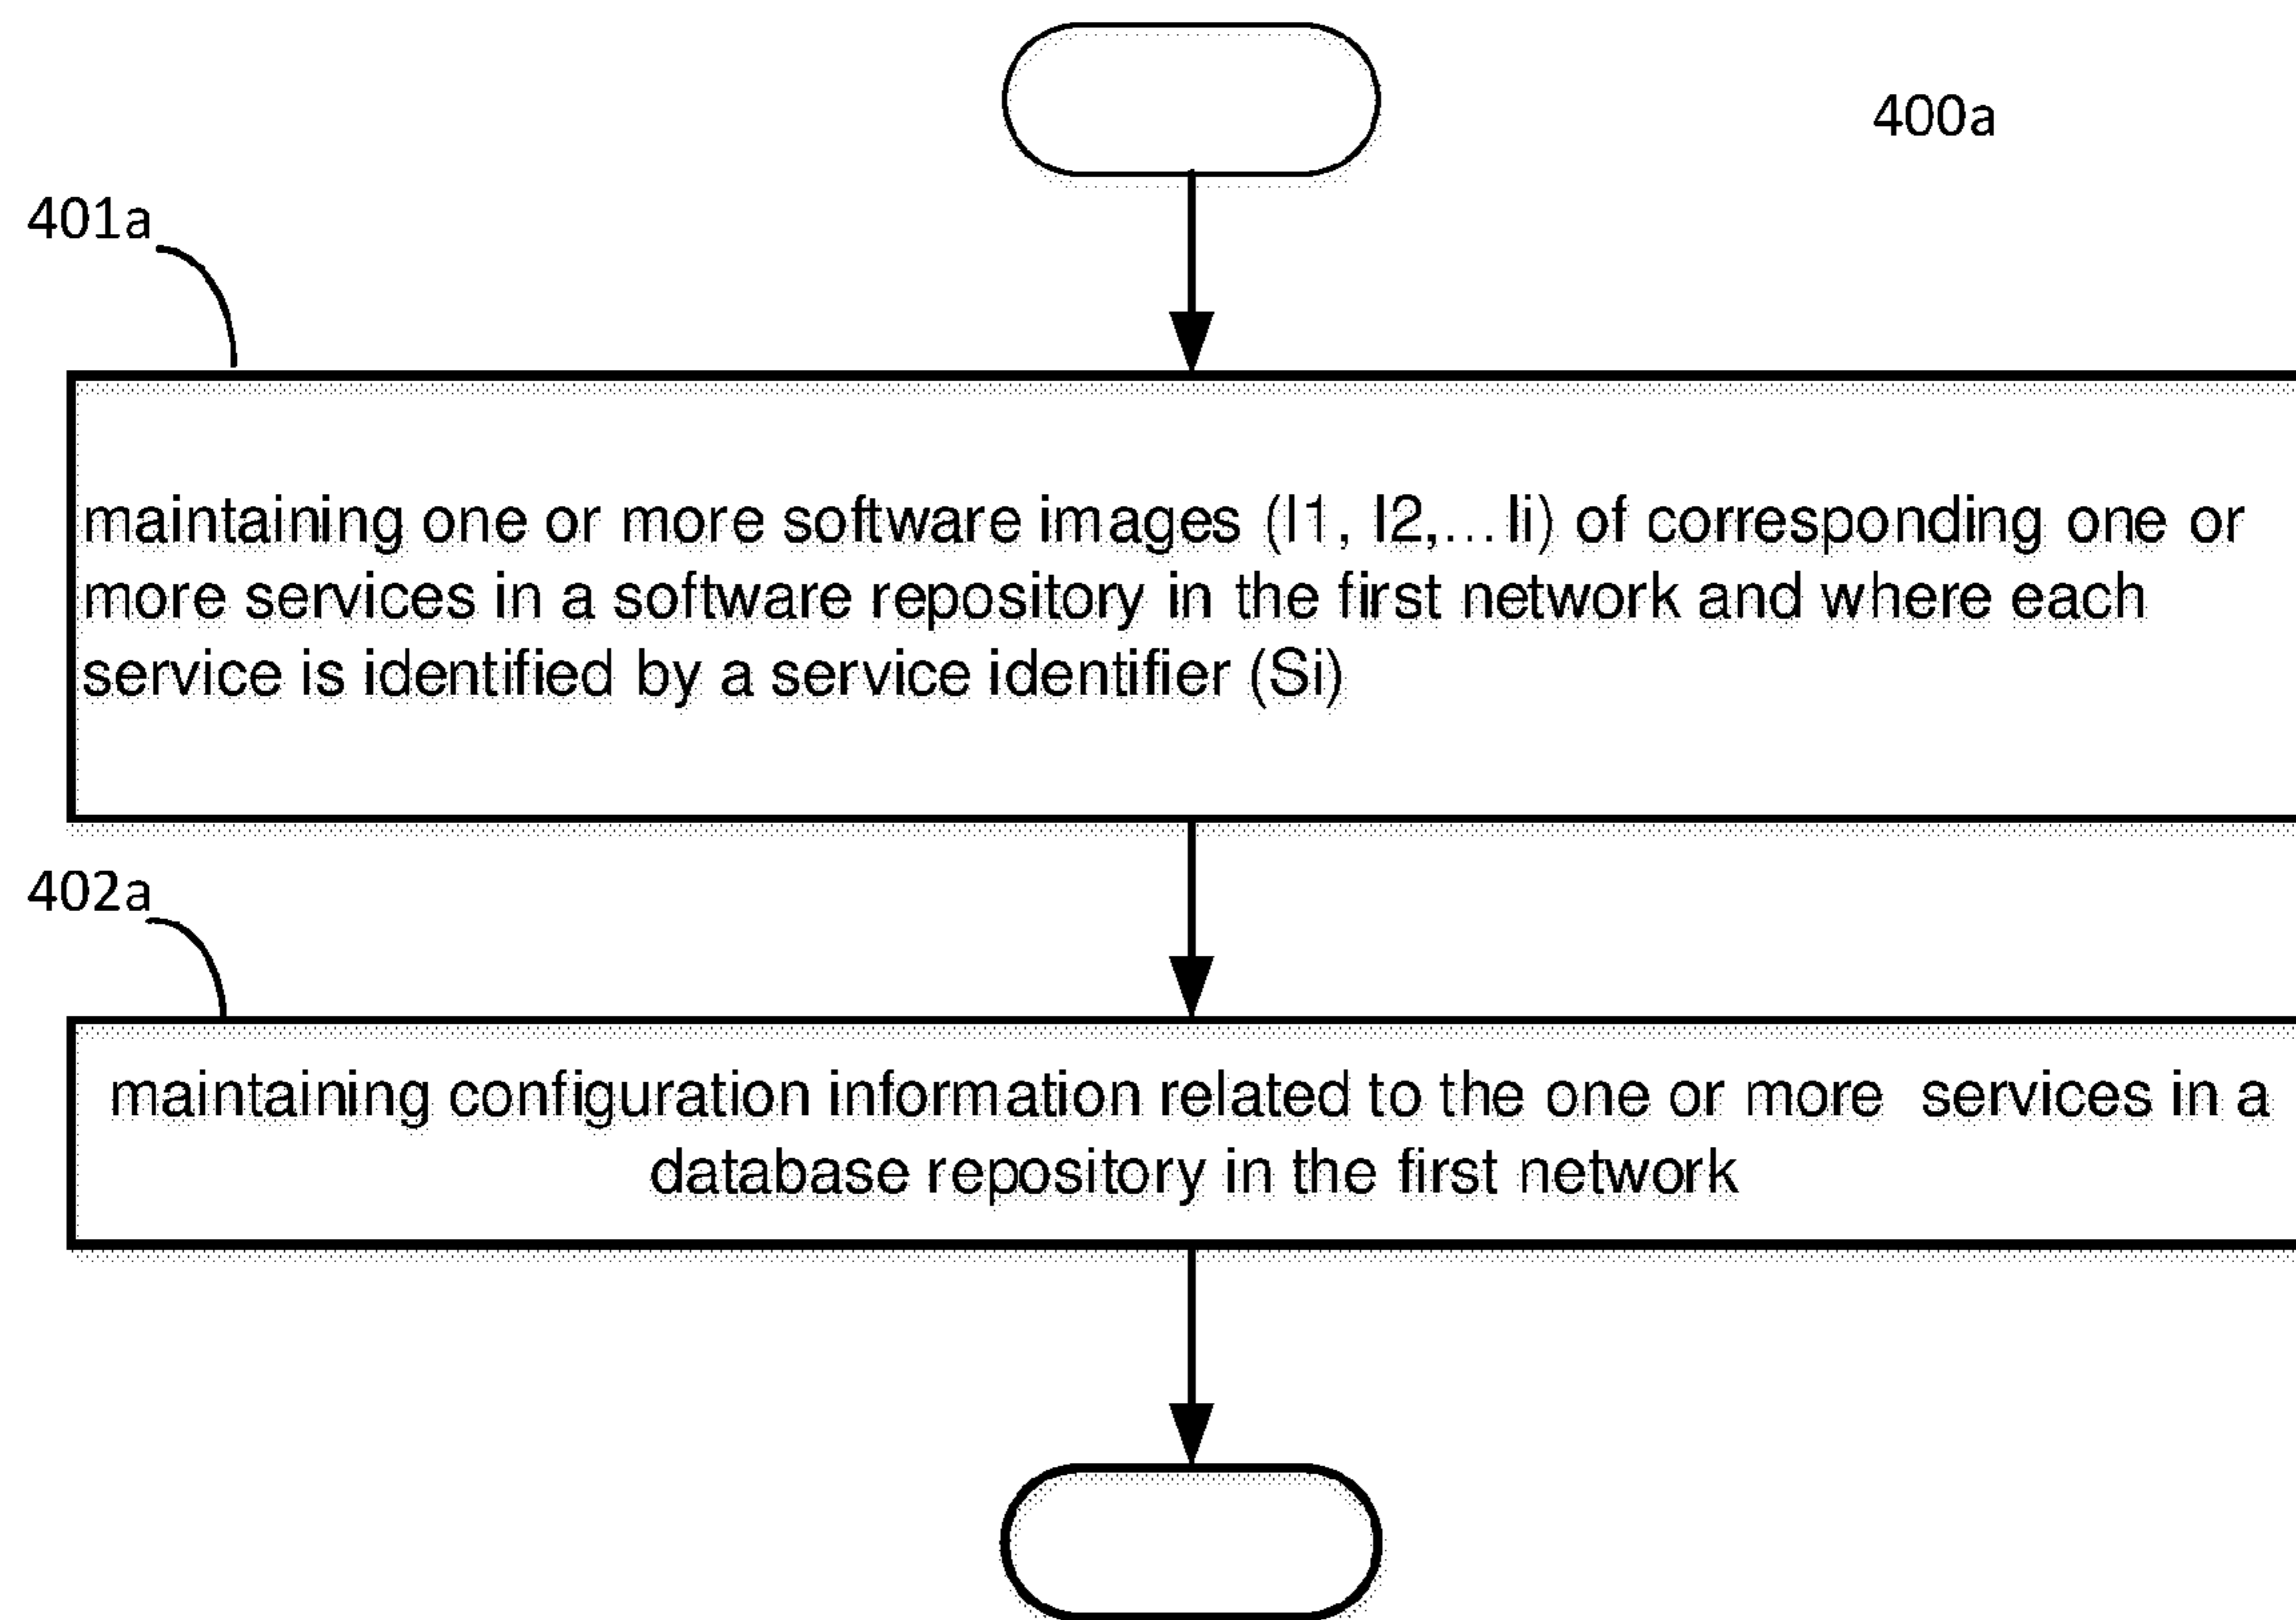 400a
401a
maintaining one or more software images (I1, I2,... Ii) of corresponding one or
more services in a software repository in the first network and where each
service is identified by a service identifier (Si)
402a
maintaining configuration information related to the one or more services in a
database repository in the first network